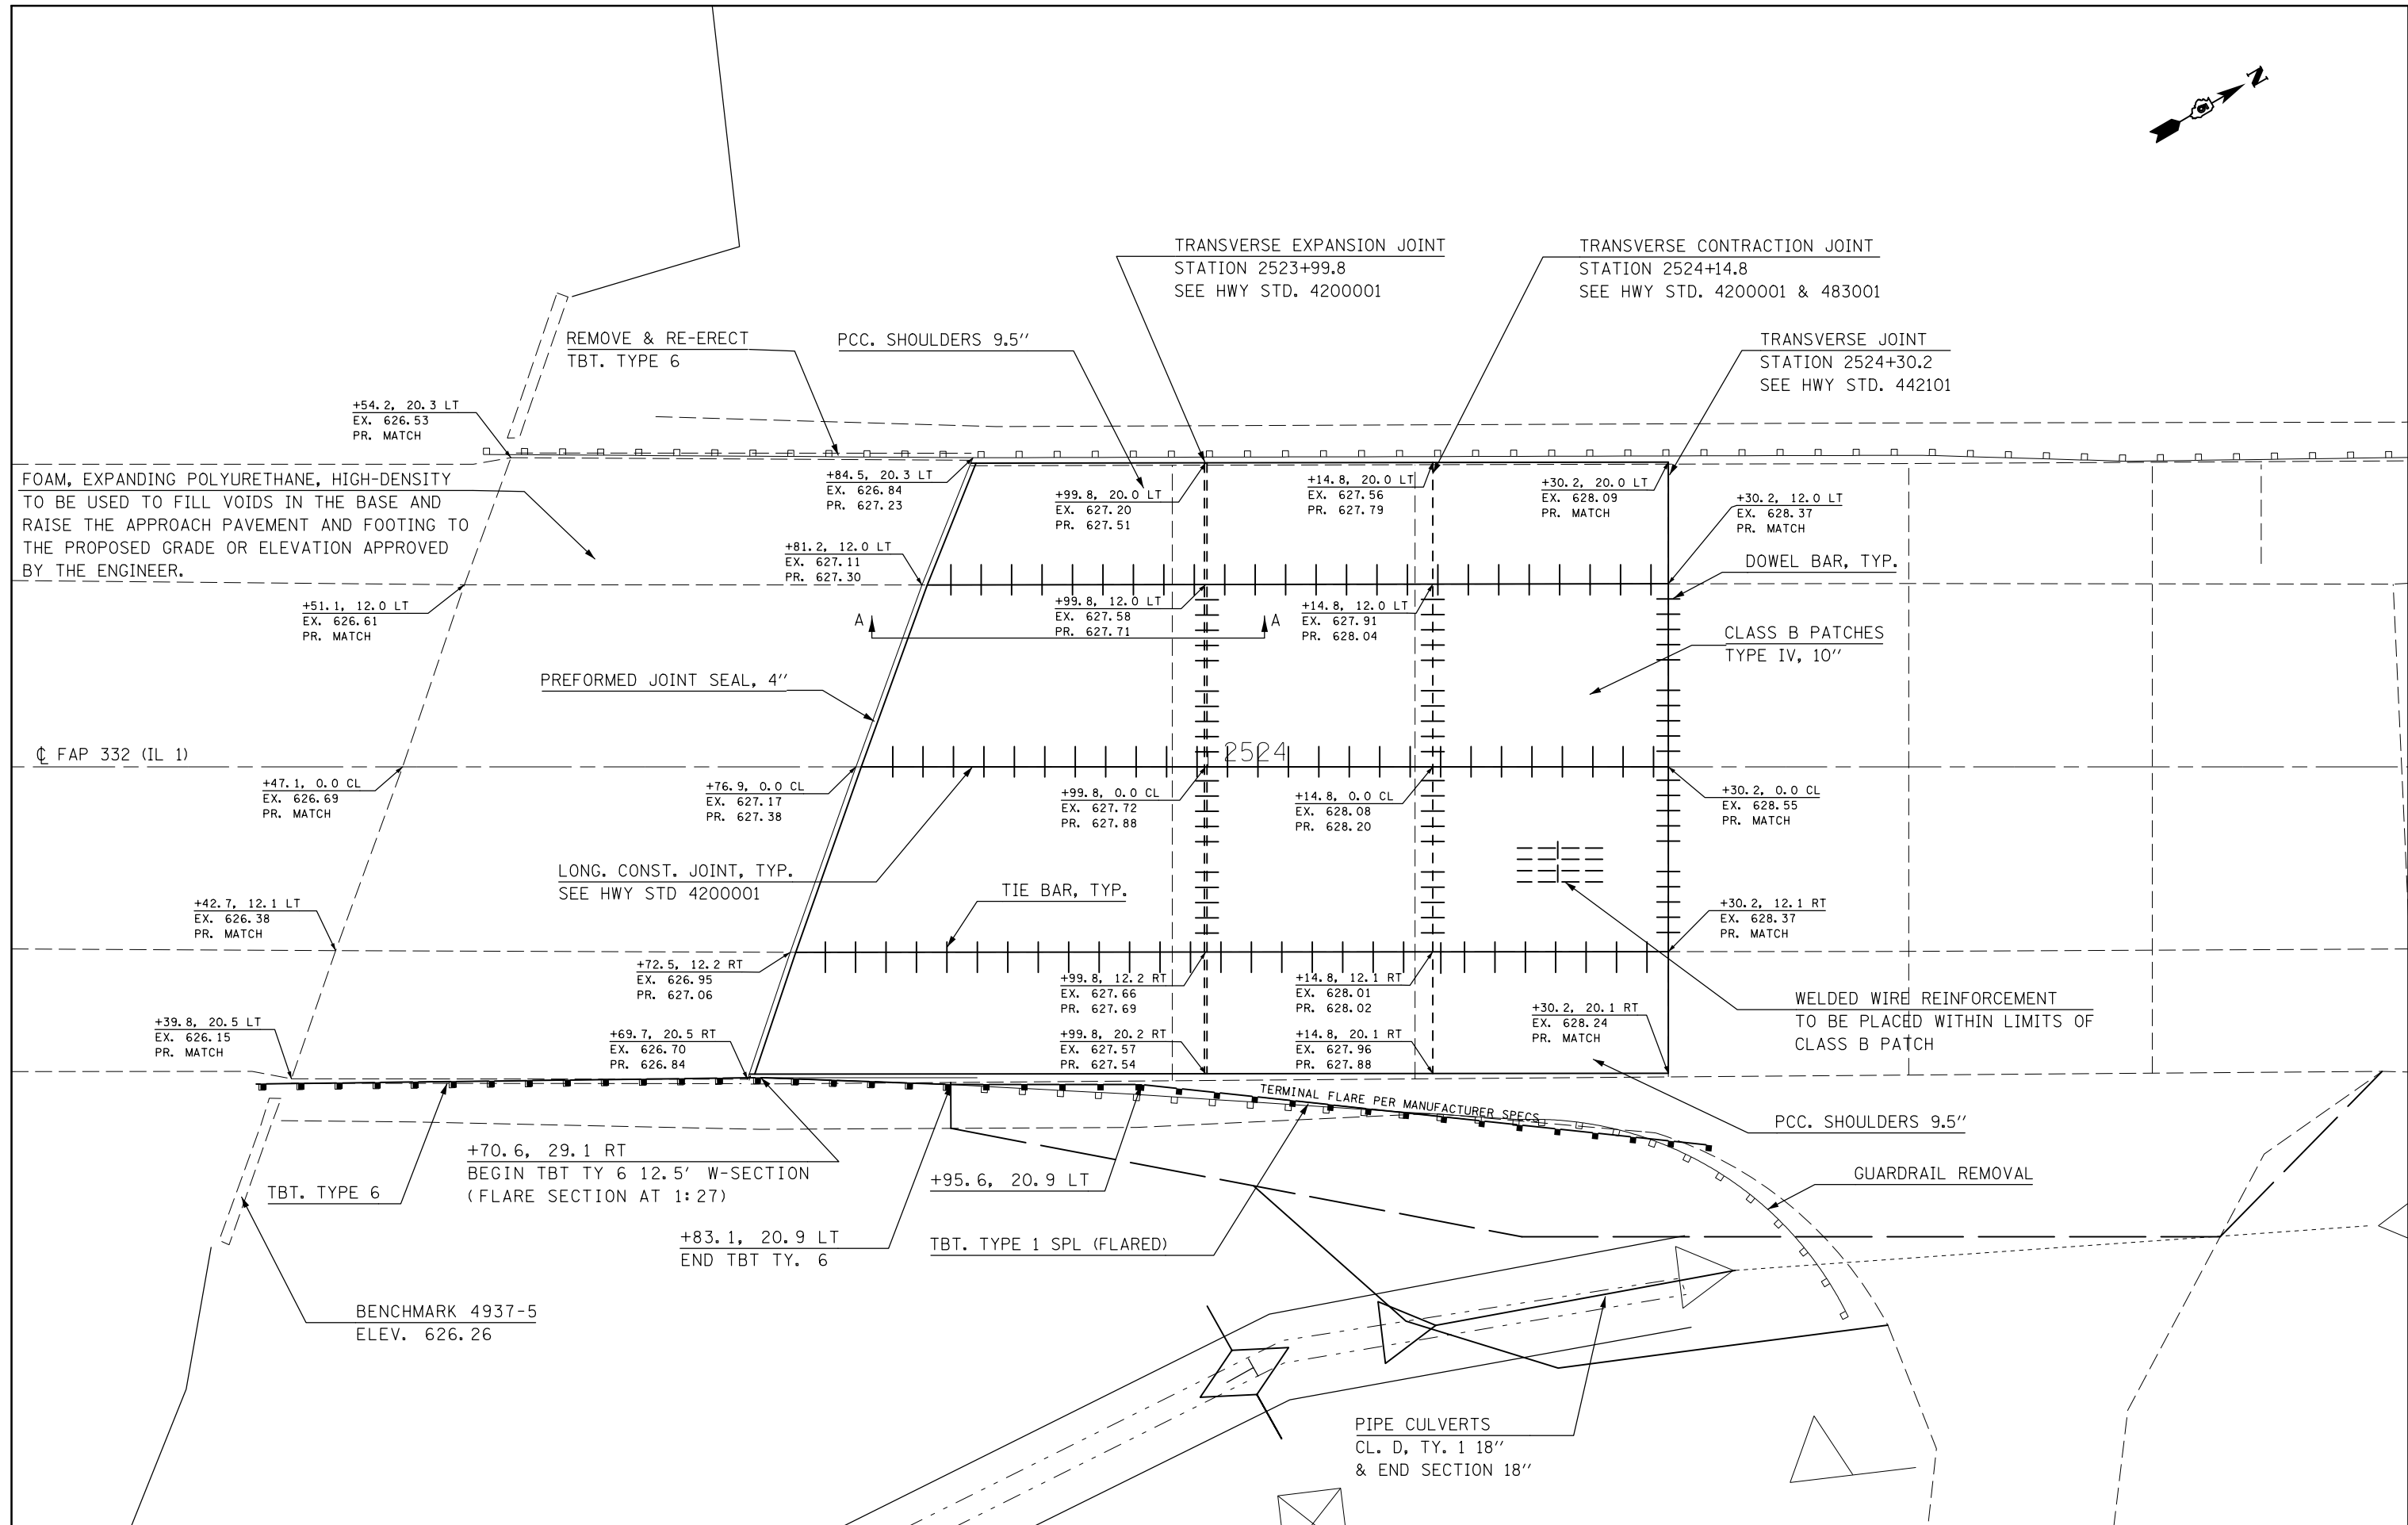 N
TRANSVERSE EXPANSION JOINT
STATION 2523+99.8
SEE HWY STD. 4200001
TRANSVERSE CONTRACTION JOINT
STATION 2524+14.8
SEE HWY STD. 4200001 & 483001
REMOVE & RE-ERECT
TBT. TYPE 6
PCC. SHOULDERS 9.5"
TRANSVERSE JOINT
STATION 2524+30.2
SEE HWY STD. 442101
+54.2, 20.3 LT
EX. 626.53
PR. MATCH
FOAM, EXPANDING POLYURETHANE, HIGH-DENSITY
TO BE USED TO FILL VOIDS IN THE BASE AND
RAISE THE APPROACH PAVEMENT AND FOOTING TO
THE PROPOSED GRADE OR ELEVATION APPROVED
BY THE ENGINEER.
+84.5, 20.3 LT
EX. 626.84
PR. 627.23
+99.8, 20.0 LT
EX. 627.20
PR. 627.51
+14.8, 20.0 LT
EX. 627.56
PR. 627.79
+30.2, 20.0 LT
EX. 628.09
PR. MATCH
+30.2, 12.0 LT
EX. 628.37
PR. MATCH
+81.2, 12.0 LT
EX. 627.11
PR. 627.30
DOWEL BAR, TYP.
+51.1, 12.0 LT
EX. 626.61
PR. MATCH
+99.8, 12.0 LT
EX. 627.58
PR. 627.71
+14.8, 12.0 LT
EX. 627.91
PR. 628.04
A
A
CLASS B PATCHES
TYPE IV, 10"
PREFORMED JOINT SEAL, 4"
℄ FAP 332 (IL 1)
2524
+47.1, 0.0 CL
EX. 626.69
PR. MATCH
+76.9, 0.0 CL
EX. 627.17
PR. 627.38
+99.8, 0.0 CL
EX. 627.72
PR. 627.88
+14.8, 0.0 CL
EX. 628.08
PR. 628.20
+30.2, 0.0 CL
EX. 628.55
PR. MATCH
LONG. CONST. JOINT, TYP.
SEE HWY STD 4200001
TIE BAR, TYP.
+42.7, 12.1 LT
EX. 626.38
PR. MATCH
+30.2, 12.1 RT
EX. 628.37
PR. MATCH
+72.5, 12.2 RT
EX. 626.95
PR. 627.06
+99.8, 12.2 RT
EX. 627.66
PR. 627.69
+14.8, 12.1 RT
EX. 628.01
PR. 628.02
WELDED WIRE REINFORCEMENT
TO BE PLACED WITHIN LIMITS OF
CLASS B PATCH
+39.8, 20.5 LT
EX. 626.15
PR. MATCH
+69.7, 20.5 RT
EX. 626.70
PR. 626.84
+99.8, 20.2 RT
EX. 627.57
PR. 627.54
+14.8, 20.1 RT
EX. 627.96
PR. 627.88
+30.2, 20.1 RT
EX. 628.24
PR. MATCH
TERMINAL FLARE PER MANUFACTURER SPECS
PCC. SHOULDERS 9.5"
+70.6, 29.1 RT
BEGIN TBT TY 6 12.5' W-SECTION
(FLARE SECTION AT 1:27)
TBT. TYPE 6
+95.6, 20.9 LT
GUARDRAIL REMOVAL
+83.1, 20.9 LT
END TBT TY. 6
TBT. TYPE 1 SPL (FLARED)
BENCHMARK 4937-5
ELEV. 626.26
PIPE CULVERTS
CL. D, TY. 1 18"
& END SECTION 18"